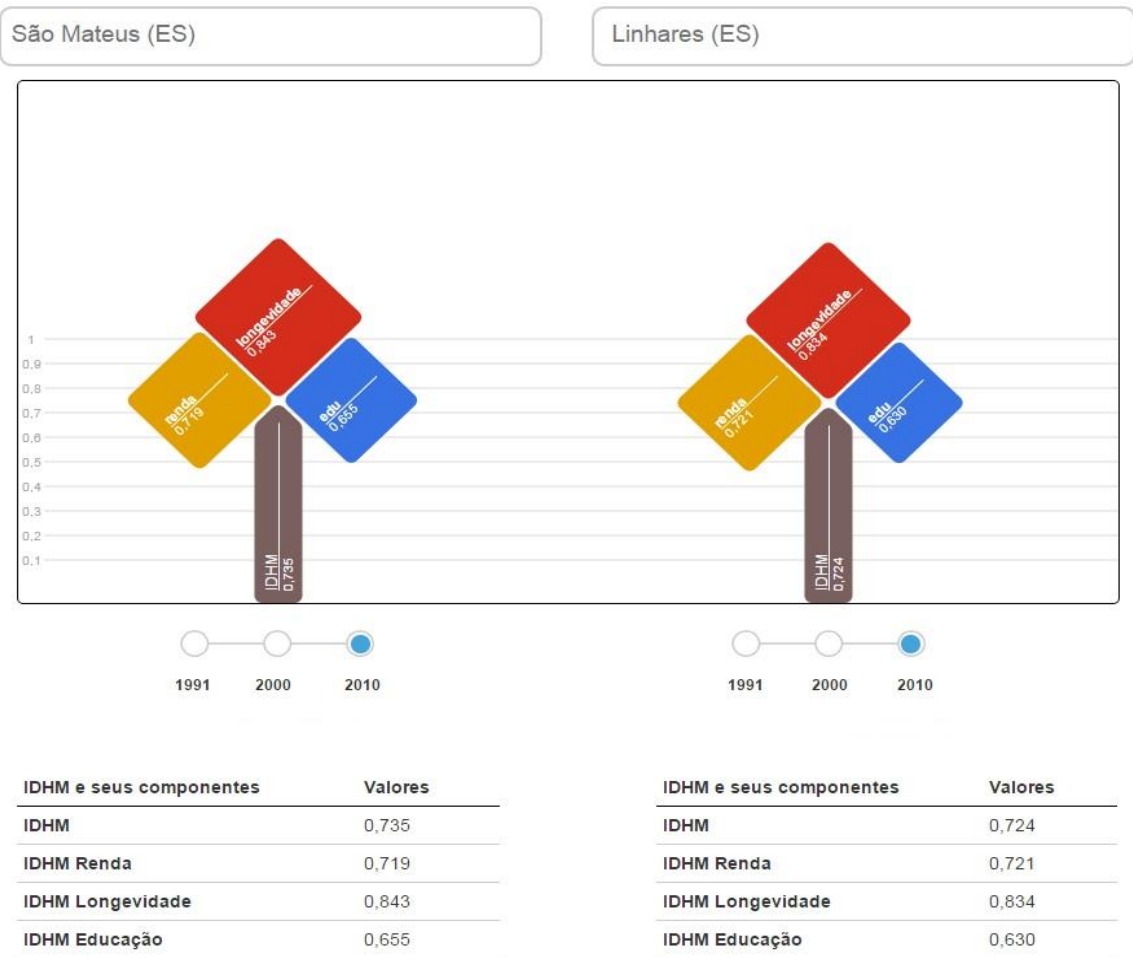 São Mateus (ES)
Linhares (ES)
1
0,9
0,8
0,7
0,6
0,5
0,4
0,3
0,2
0,1
longevidade
0,843
renda
0,719
edu
0,655
IDHM
0,735
longevidade
0,834
renda
0,721
edu
0,630
IDHM
0,724
1991 2000 2010
1991 2000 2010
IDHM e seus componentes Valores
IDHM 0,735
IDHM Renda 0,719
IDHM Longevidade 0,843
IDHM Educação 0,655
IDHM e seus componentes Valores
IDHM 0,724
IDHM Renda 0,721
IDHM Longevidade 0,834
IDHM Educação 0,630